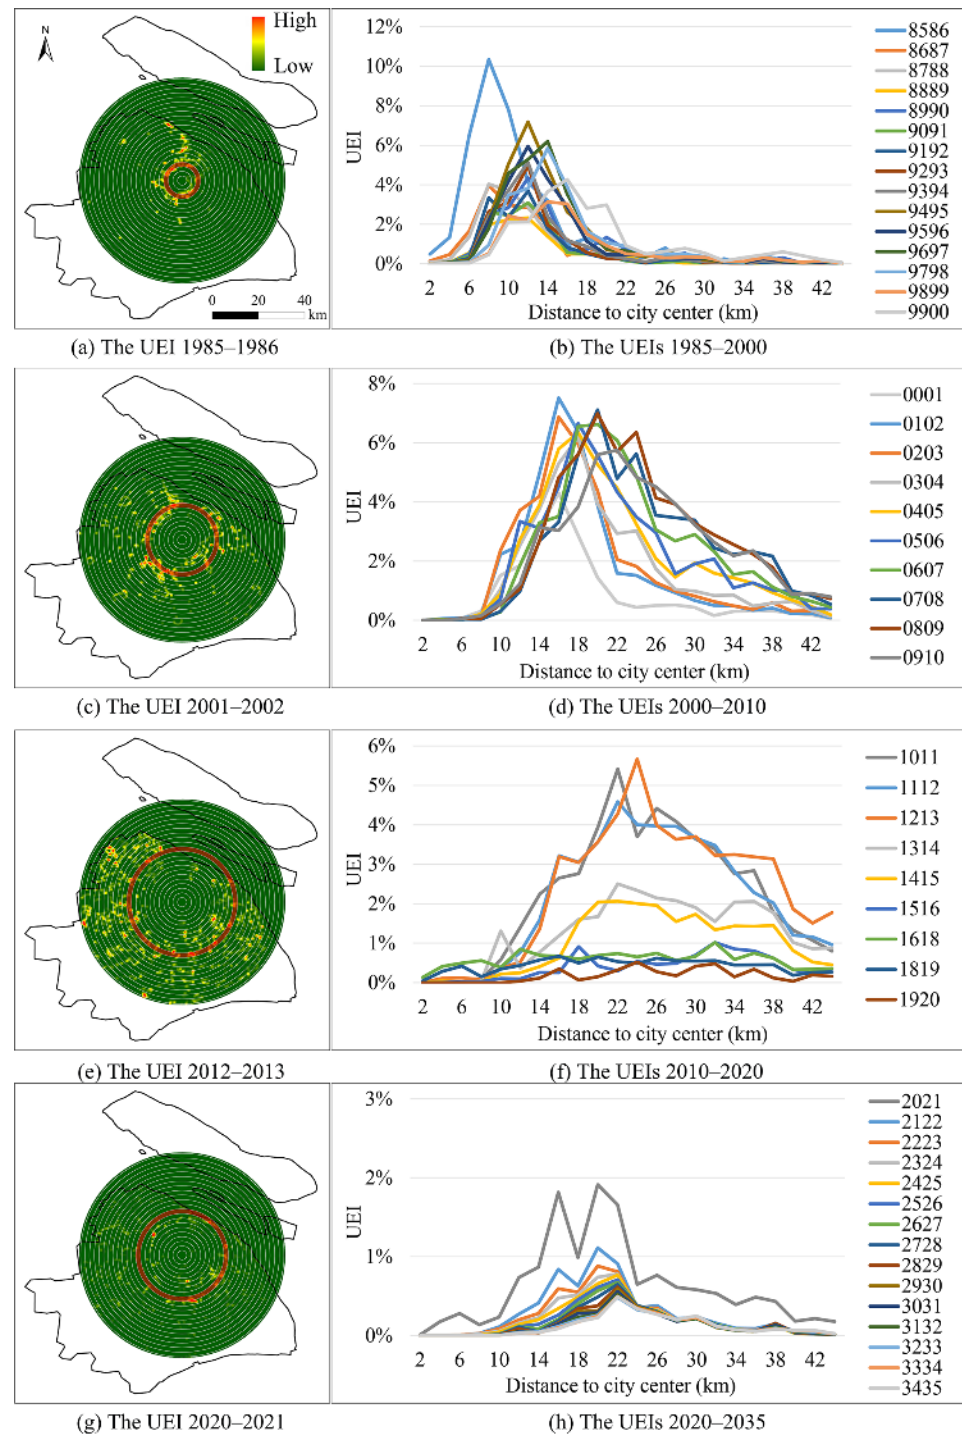 N
High
Low
0 20 40
km
(a) The UEI 1985–1986
12%
10%
8%
6%
4%
2%
0%
UEI
2 6 10 14 18 22 26 30 34 38 42
Distance to city center (km)
8586
8687
8788
8889
8990
9091
9192
9293
9394
9495
9596
9697
9798
9899
9900
(b) The UEIs 1985–2000
(c) The UEI 2001–2002
8%
6%
4%
2%
0%
UEI
2 6 10 14 18 22 26 30 34 38 42
Distance to city center (km)
0001
0102
0203
0304
0405
0506
0607
0708
0809
0910
(d) The UEIs 2000–2010
(e) The UEI 2012–2013
6%
5%
4%
3%
2%
1%
0%
UEI
2 6 10 14 18 22 26 30 34 38 42
Distance to city center (km)
1011
1112
1213
1314
1415
1516
1618
1819
1920
(f) The UEIs 2010–2020
(g) The UEI 2020–2021
3%
2%
1%
0%
UEI
2 6 10 14 18 22 26 30 34 38 42
Distance to city center (km)
2021
2122
2223
2324
2425
2526
2627
2728
2829
2930
3031
3132
3233
3334
3435
(h) The UEIs 2020–2035